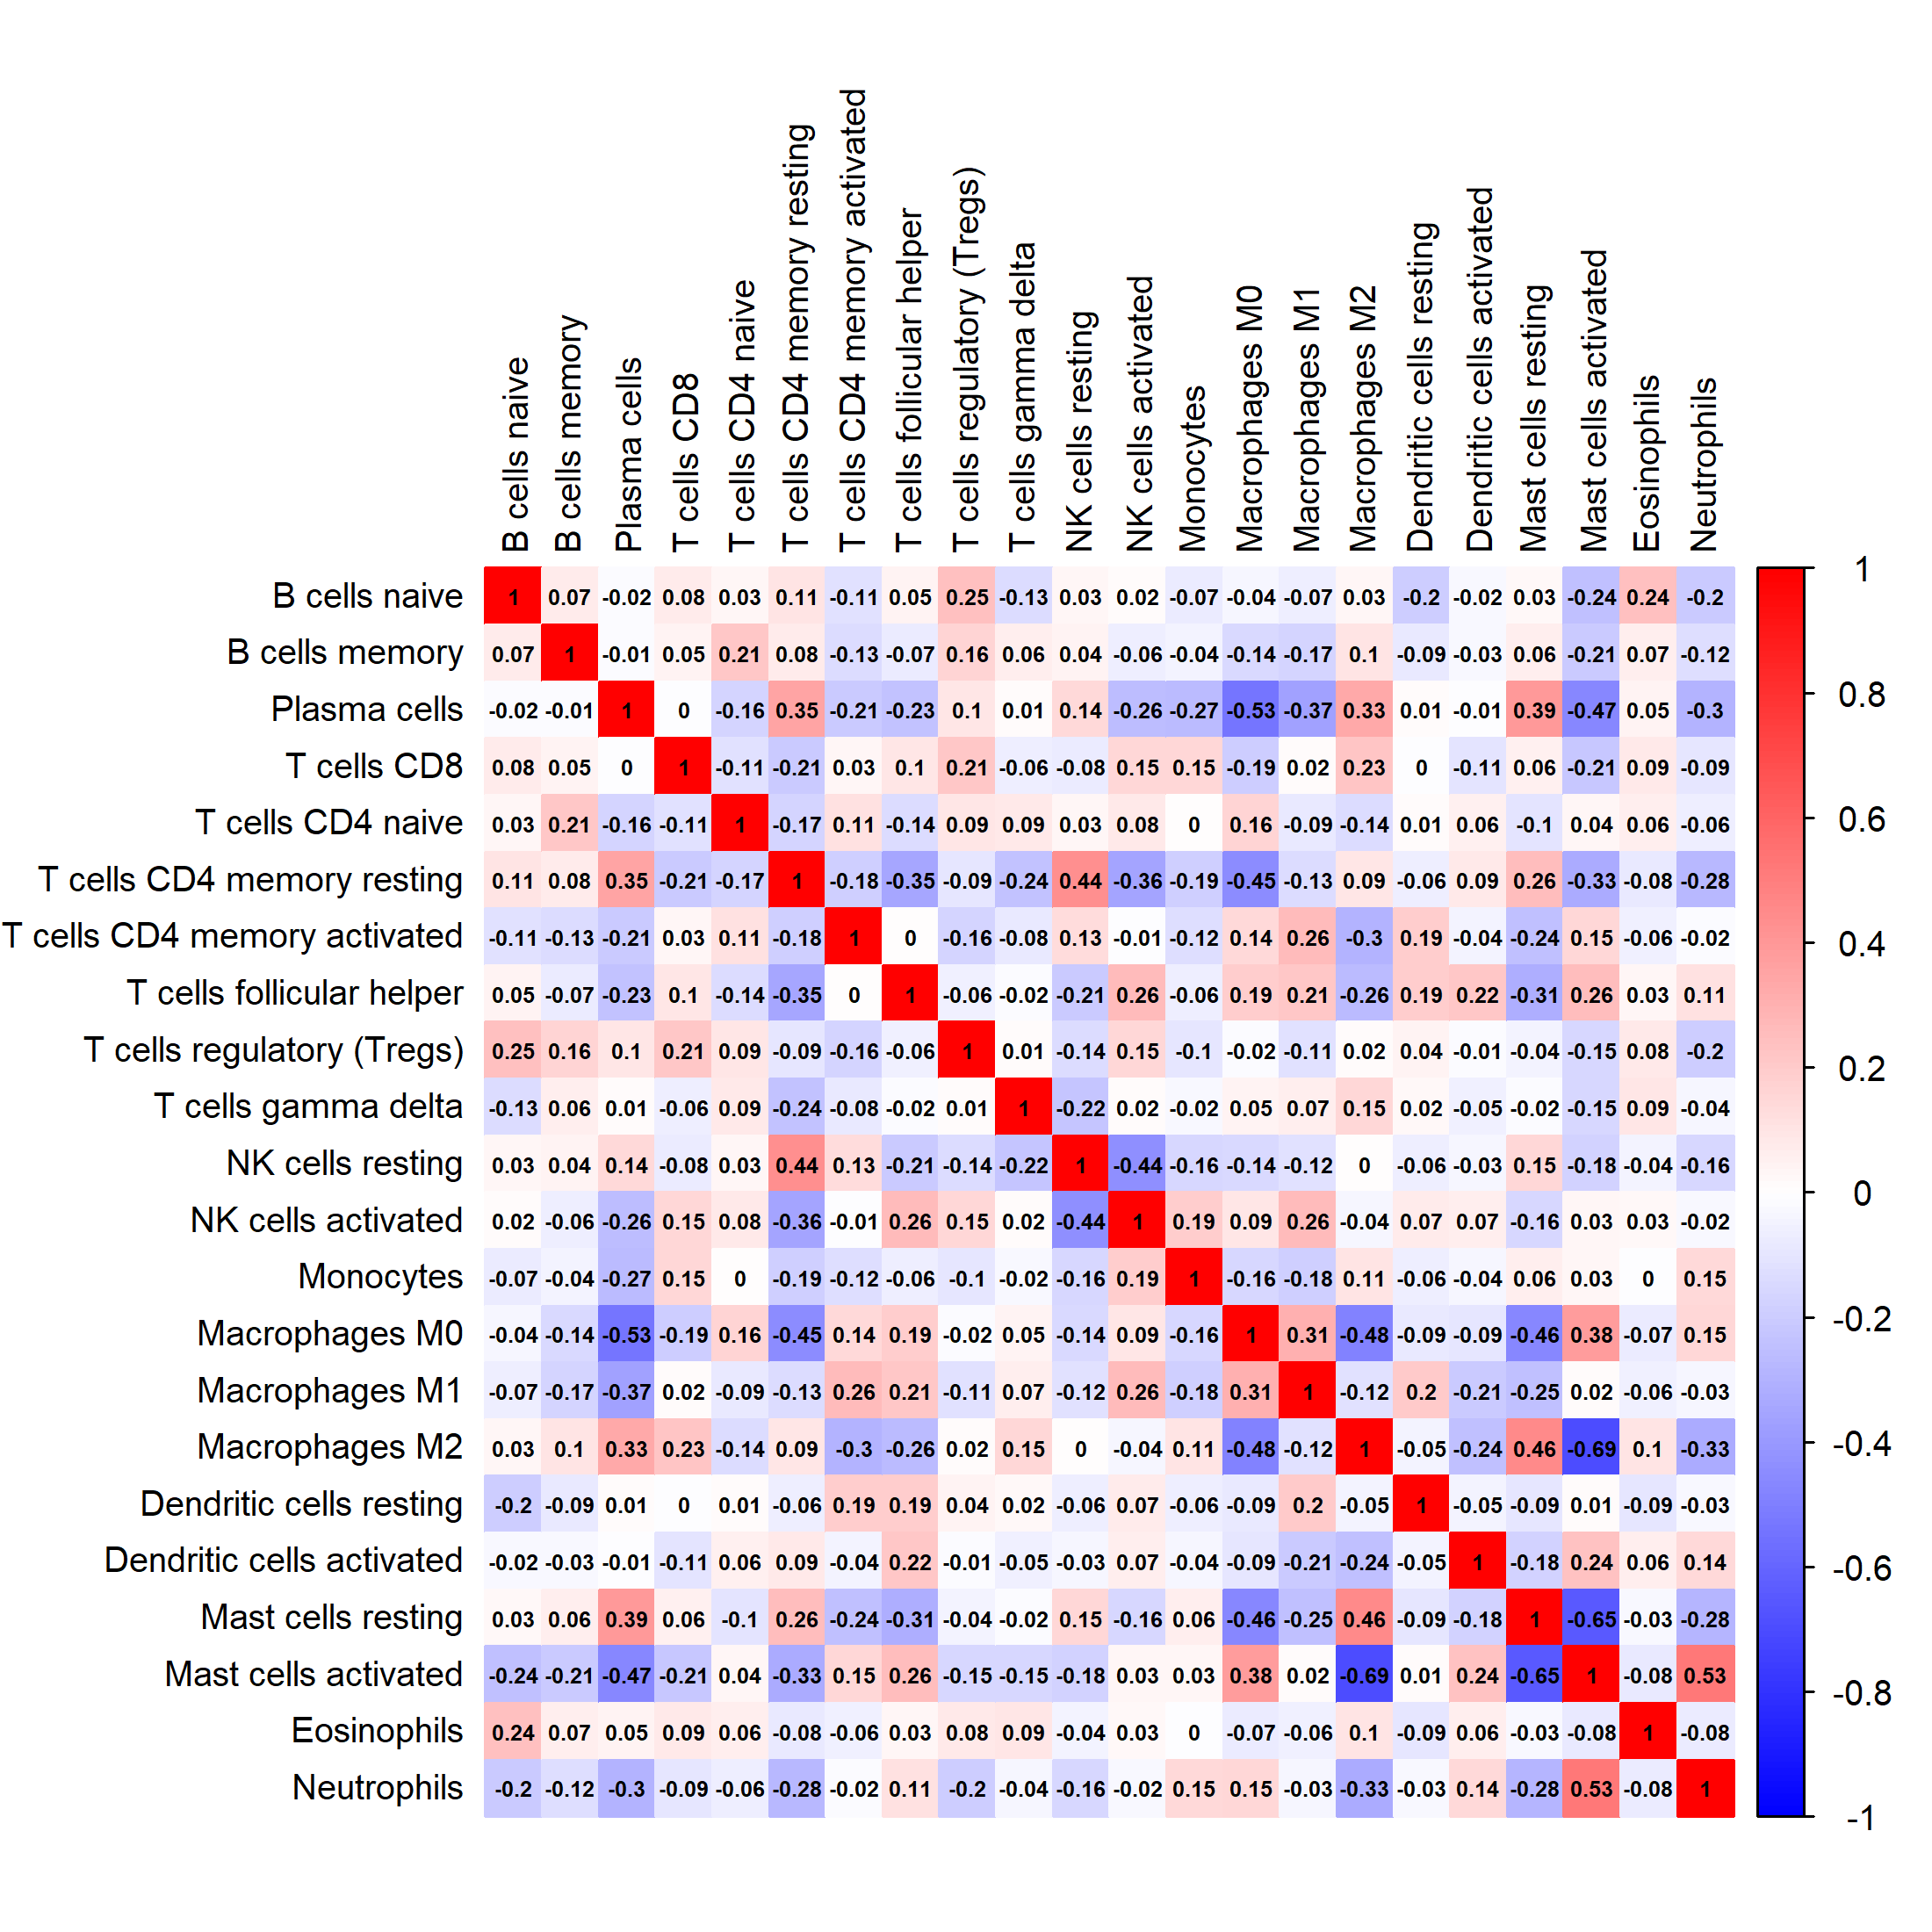 B cells naive
B cells memory
Plasma cells
T cells CD8
T cells CD4 naive
T cells CD4 memory resting
T cells CD4 memory activated
T cells follicular helper
T cells regulatory (Tregs)
T cells gamma delta
NK cells resting
NK cells activated
Monocytes
Macrophages M0
Macrophages M1
Macrophages M2
Dendritic cells resting
Dendritic cells activated
Mast cells resting
Mast cells activated
Eosinophils
Neutrophils
B cells naive 1 0.07 -0.02 0.08 0.03 0.11 -0.11 0.05 0.25 -0.13 0.03 0.02 -0.07 -0.04 -0.07 0.03 -0.2 -0.02 0.03 -0.24 0.24 -0.2
B cells memory 0.07 1 -0.01 0.05 0.21 0.08 -0.13 -0.07 0.16 0.06 0.04 -0.06 -0.04 -0.14 -0.17 0.1 -0.09 -0.03 0.06 -0.21 0.07 -0.12
Plasma cells -0.02 -0.01 1 0 -0.16 0.35 -0.21 -0.23 0.1 0.01 0.14 -0.26 -0.27 -0.53 -0.37 0.33 0.01 -0.01 0.39 -0.47 0.05 -0.3
T cells CD8 0.08 0.05 0 1 -0.11 -0.21 0.03 0.1 0.21 -0.06 -0.08 0.15 0.15 -0.19 0.02 0.23 0 -0.11 0.06 -0.21 0.09 -0.09
T cells CD4 naive 0.03 0.21 -0.16 -0.11 1 -0.17 0.11 -0.14 0.09 0.09 0.03 0.08 0 0.16 -0.09 -0.14 0.01 0.06 -0.1 0.04 0.06 -0.06
T cells CD4 memory resting 0.11 0.08 0.35 -0.21 -0.17 1 -0.18 -0.35 -0.09 -0.24 0.44 -0.36 -0.19 -0.45 -0.13 0.09 -0.06 0.09 0.26 -0.33 -0.08 -0.28
T cells CD4 memory activated -0.11 -0.13 -0.21 0.03 0.11 -0.18 1 0 -0.16 -0.08 0.13 -0.01 -0.12 0.14 0.26 -0.3 0.19 -0.04 -0.24 0.15 -0.06 -0.02
T cells follicular helper 0.05 -0.07 -0.23 0.1 -0.14 -0.35 0 1 -0.06 -0.02 -0.21 0.26 -0.06 0.19 0.21 -0.26 0.19 0.22 -0.31 0.26 0.03 0.11
T cells regulatory (Tregs) 0.25 0.16 0.1 0.21 0.09 -0.09 -0.16 -0.06 1 0.01 -0.14 0.15 -0.1 -0.02 -0.11 0.02 0.04 -0.01 -0.04 -0.15 0.08 -0.2
T cells gamma delta -0.13 0.06 0.01 -0.06 0.09 -0.24 -0.08 -0.02 0.01 1 -0.22 0.02 -0.02 0.05 0.07 0.15 0.02 -0.05 -0.02 -0.15 0.09 -0.04
NK cells resting 0.03 0.04 0.14 -0.08 0.03 0.44 0.13 -0.21 -0.14 -0.22 1 -0.44 -0.16 -0.14 -0.12 0 -0.06 -0.03 0.15 -0.18 -0.04 -0.16
NK cells activated 0.02 -0.06 -0.26 0.15 0.08 -0.36 -0.01 0.26 0.15 0.02 -0.44 1 0.19 0.09 0.26 -0.04 0.07 0.07 -0.16 0.03 0.03 -0.02
Monocytes -0.07 -0.04 -0.27 0.15 0 -0.19 -0.12 -0.06 -0.1 -0.02 -0.16 0.19 1 -0.16 -0.18 0.11 -0.06 -0.04 0.06 0.03 0 0.15
Macrophages M0 -0.04 -0.14 -0.53 -0.19 0.16 -0.45 0.14 0.19 -0.02 0.05 -0.14 0.09 -0.16 1 0.31 -0.48 -0.09 -0.09 -0.46 0.38 -0.07 0.15
Macrophages M1 -0.07 -0.17 -0.37 0.02 -0.09 -0.13 0.26 0.21 -0.11 0.07 -0.12 0.26 -0.18 0.31 1 -0.12 0.2 -0.21 -0.25 0.02 -0.06 -0.03
Macrophages M2 0.03 0.1 0.33 0.23 -0.14 0.09 -0.3 -0.26 0.02 0.15 0 -0.04 0.11 -0.48 -0.12 1 -0.05 -0.24 0.46 -0.69 0.1 -0.33
Dendritic cells resting -0.2 -0.09 0.01 0 0.01 -0.06 0.19 0.19 0.04 0.02 -0.06 0.07 -0.06 -0.09 0.2 -0.05 1 -0.05 -0.09 0.01 -0.09 -0.03
Dendritic cells activated -0.02 -0.03 -0.01 -0.11 0.06 0.09 -0.04 0.22 -0.01 -0.05 -0.03 0.07 -0.04 -0.09 -0.21 -0.24 -0.05 1 -0.18 0.24 0.06 0.14
Mast cells resting 0.03 0.06 0.39 0.06 -0.1 0.26 -0.24 -0.31 -0.04 -0.02 0.15 -0.16 0.06 -0.46 -0.25 0.46 -0.09 -0.18 1 -0.65 -0.03 -0.28
Mast cells activated -0.24 -0.21 -0.47 -0.21 0.04 -0.33 0.15 0.26 -0.15 -0.15 -0.18 0.03 0.03 0.38 0.02 -0.69 0.01 0.24 -0.65 1 -0.08 0.53
Eosinophils 0.24 0.07 0.05 0.09 0.06 -0.08 -0.06 0.03 0.08 0.09 -0.04 0.03 0 -0.07 -0.06 0.1 -0.09 0.06 -0.03 -0.08 1 -0.08
Neutrophils -0.2 -0.12 -0.3 -0.09 -0.06 -0.28 -0.02 0.11 -0.2 -0.04 -0.16 -0.02 0.15 0.15 -0.03 -0.33 -0.03 0.14 -0.28 0.53 -0.08 1
1
0.8
0.6
0.4
0.2
0
-0.2
-0.4
-0.6
-0.8
-1